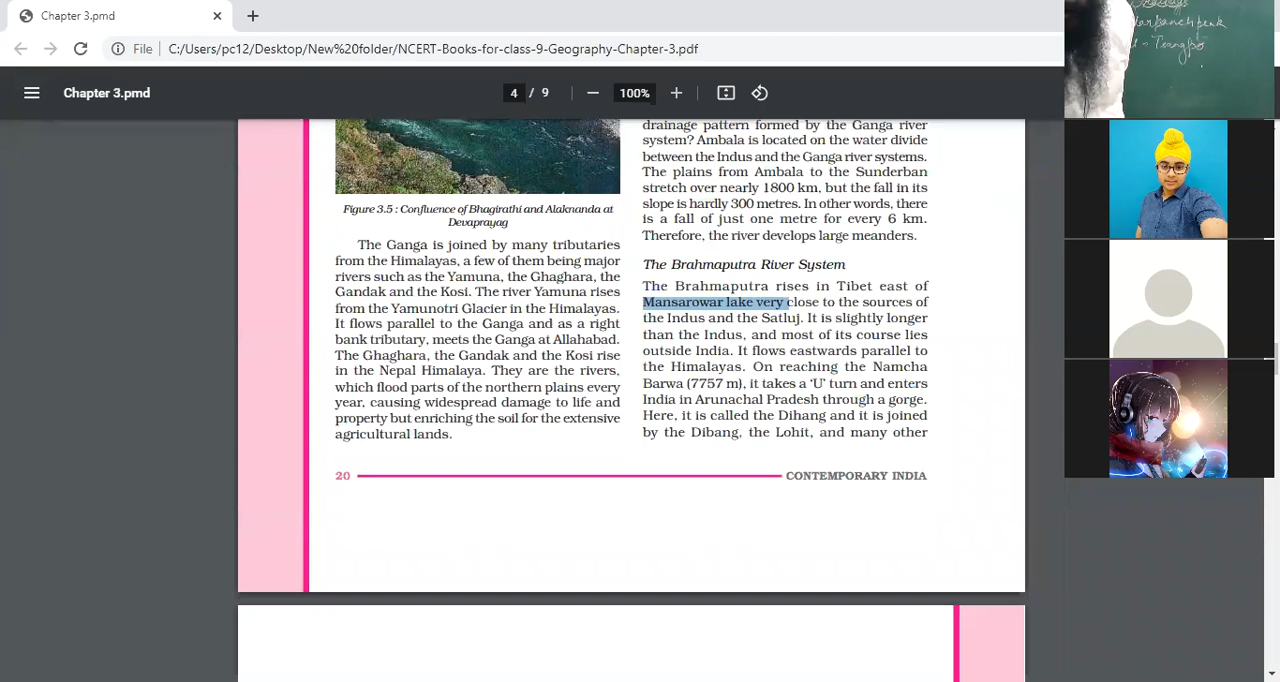 Chapter 3.pmd
File
C:/Users/pc12/Desktop/New%20folder/NCERT-Books-for-class-9-Geography-Chapter-3.pdf
Chapter 3.pmd
4 / 9
100%
Figure 3.5 : Confluence of Bhagirathi and Alaknanda at
Devaprayag
The Ganga is joined by many tributaries
from the Himalayas, a few of them being major
rivers such as the Yamuna, the Ghaghara, the
Gandak and the Kosi. The river Yamuna rises
from the Yamunotri Glacier in the Himalayas.
It flows parallel to the Ganga and as a right
bank tributary, meets the Ganga at Allahabad.
The Ghaghara, the Gandak and the Kosi rise
in the Nepal Himalaya. They are the rivers,
which flood parts of the northern plains every
year, causing widespread damage to life and
property but enriching the soil for the extensive
agricultural lands.
drainage pattern formed by the Ganga river
system? Ambala is located on the water divide
between the Indus and the Ganga river systems.
The plains from Ambala to the Sunderban
stretch over nearly 1800 km, but the fall in its
slope is hardly 300 metres. In other words, there
is a fall of just one metre for every 6 km.
Therefore, the river develops large meanders.
The Brahmaputra River System
The Brahmaputra rises in Tibet east of
Mansarowar lake very close to the sources of
the Indus and the Satluj. It is slightly longer
than the Indus, and most of its course lies
outside India. It flows eastwards parallel to
the Himalayas. On reaching the Namcha
Barwa (7757 m), it takes a ‘U’ turn and enters
India in Arunachal Pradesh through a gorge.
Here, it is called the Dihang and it is joined
by the Dibang, the Lohit, and many other
20
CONTEMPORARY INDIA
peak